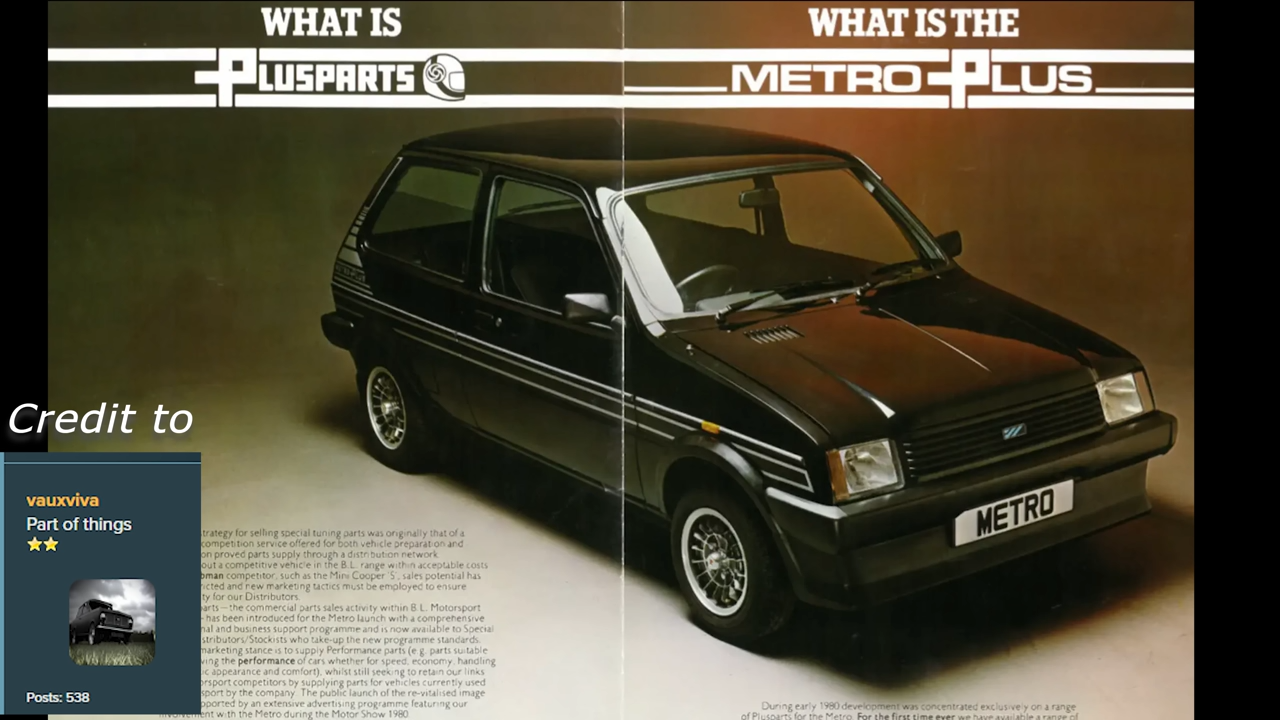 WHAT IS
PLUSPARTS
WHAT IS THE
METRO PLUS
METRO
Credit to
vauxviva
Part of things
Posts: 538
strategy for selling special tuning parts was originally that of a
competition service offered for both vehicle preparation and
on proved parts supply through a distribution network.
out a competitive vehicle in the B.L. range within acceptable costs
bman competitor, such as the Mini Cooper 'S', sales potential has
icted and new marketing tactics must be employed to ensure
ty for our Distributors.
arts – the commercial parts sales activity within B.L. Motorsport
- has been introduced for the Metro launch with a comprehensive
nal and business support programme and is now available to Special
stributors/Stockists who take-up the new programme standards.
marketing stance is to supply Performance parts (e.g. parts suitable
ving the performance of cars whether for speed, economy, handling
ic appearance and comfort), whilst still seeking to retain our links
orsport competitors by supplying parts for vehicles currently used
sport by the company. The public launch of the re-vitalised image
pported by an extensive advertising programme featuring our
involvement with the Metro during the Motor Show 1980.
During early 1980 development was concentrated exclusively on a range
of Plusparts for the Metro. For the first time ever we have available a range of